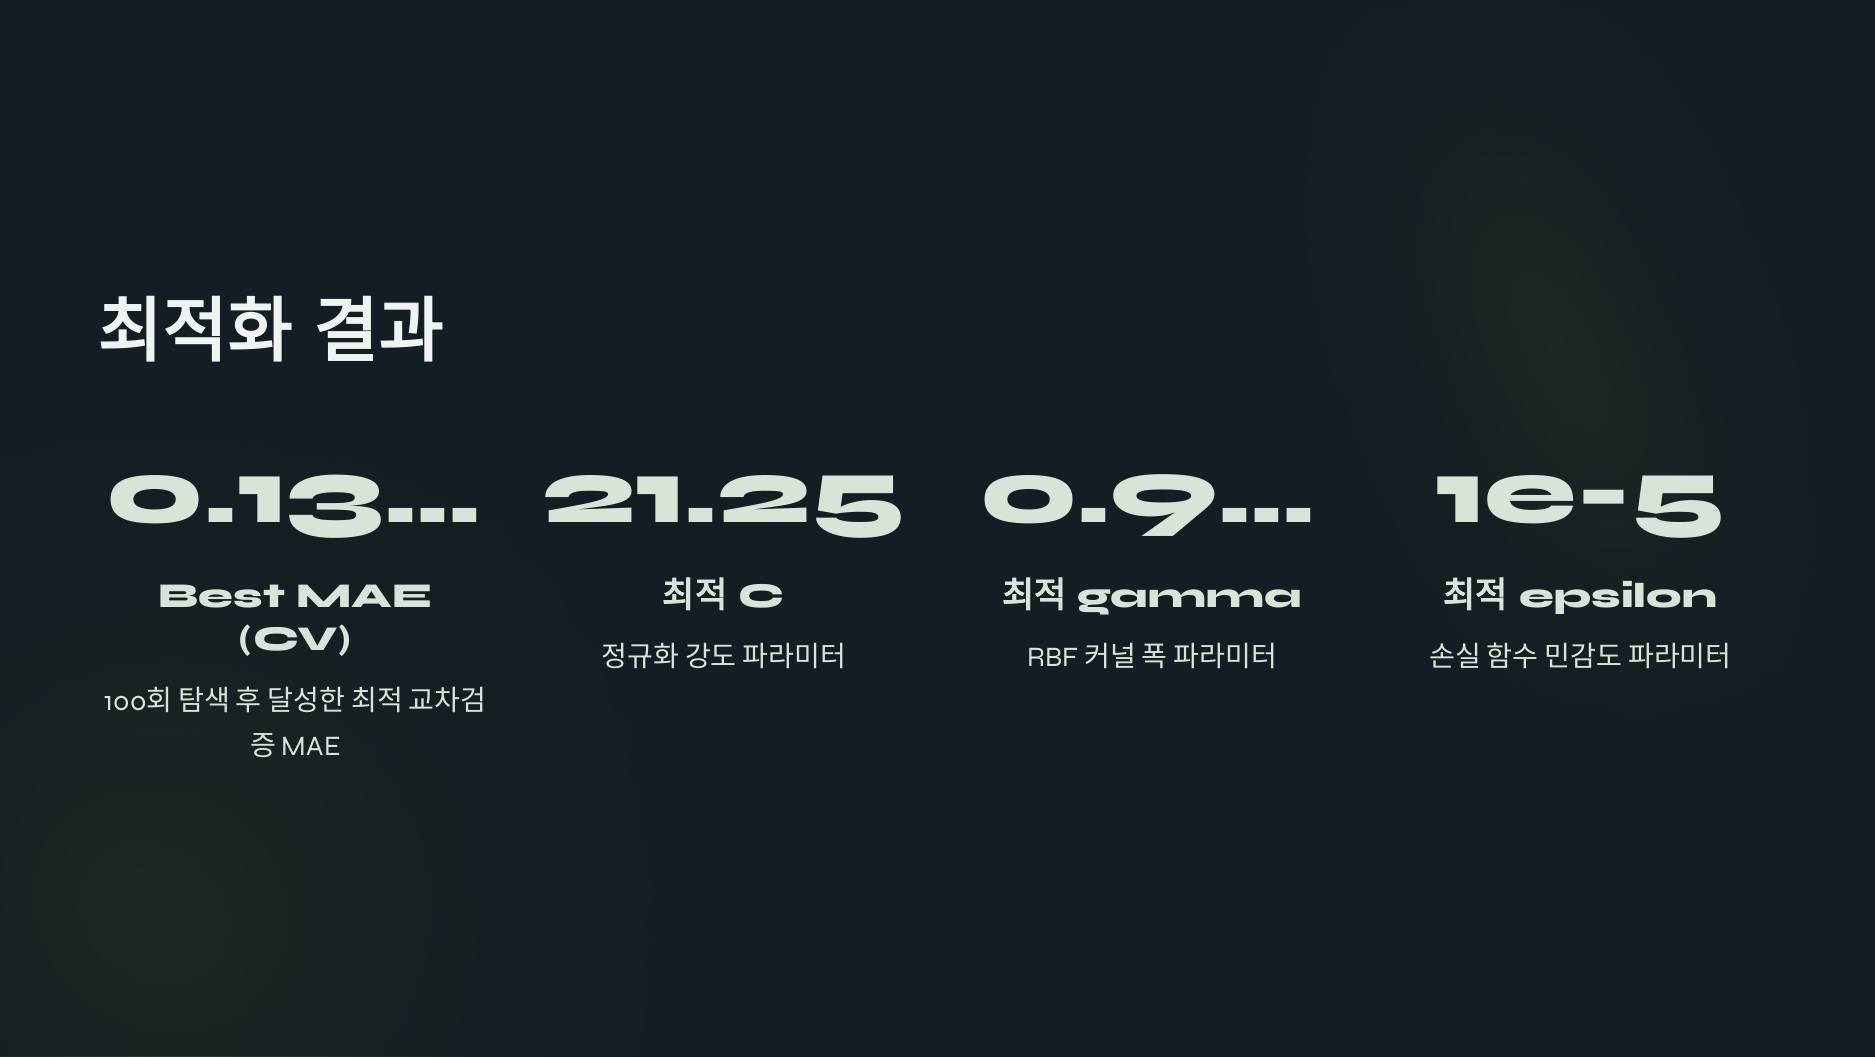 최적화 결과
0.13...
Best MAE
(CV)
100회 탐색 후 달성한 최적 교차검
증 MAE
21.25
최적 C
정규화 강도 파라미터
0.9...
최적 gamma
RBF 커널 폭 파라미터
1e-5
최적 epsilon
손실 함수 민감도 파라미터